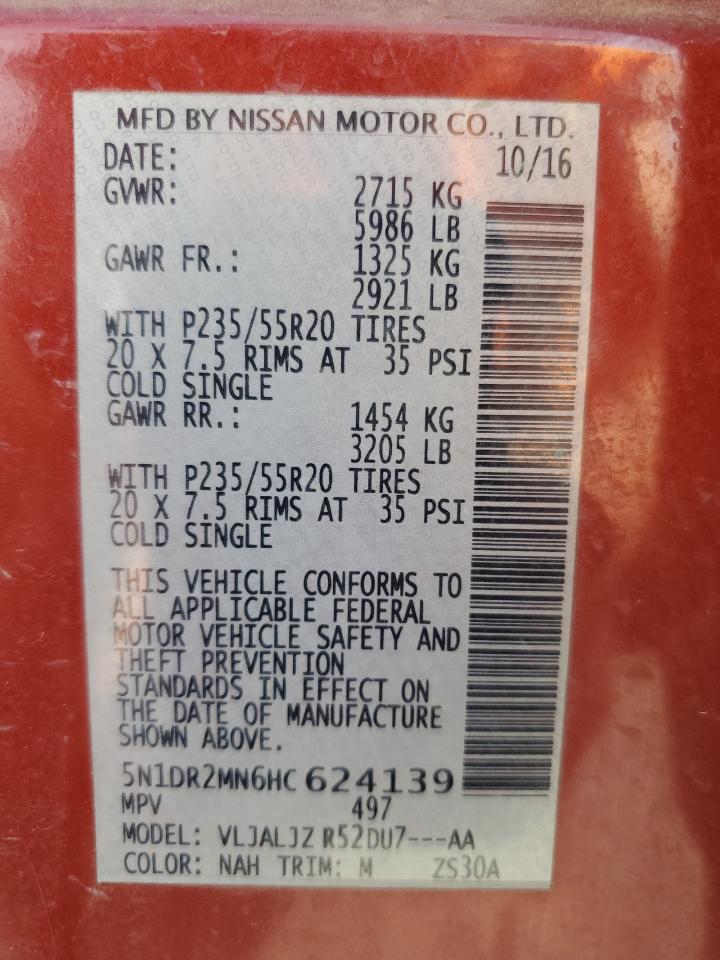 MFD BY NISSAN MOTOR CO., LTD.
DATE: 10/16
GVWR: 2715 KG
5986 LB
GAWR FR.: 1325 KG
2921 LB
WITH P235/55R20 TIRES
20 X 7.5 RIMS AT 35 PSI
COLD SINGLE
GAWR RR.: 1454 KG
3205 LB
WITH P235/55R20 TIRES
20 X 7.5 RIMS AT 35 PSI
COLD SINGLE
THIS VEHICLE CONFORMS TO
ALL APPLICABLE FEDERAL
MOTOR VEHICLE SAFETY AND
THEFT PREVENTION
STANDARDS IN EFFECT ON
THE DATE OF MANUFACTURE
SHOWN ABOVE.
5N1DR2MN6HC 624139
MPV 497
MODEL: VLJALJZ R52DU7---AA
COLOR: NAH TRIM: M ZS30A